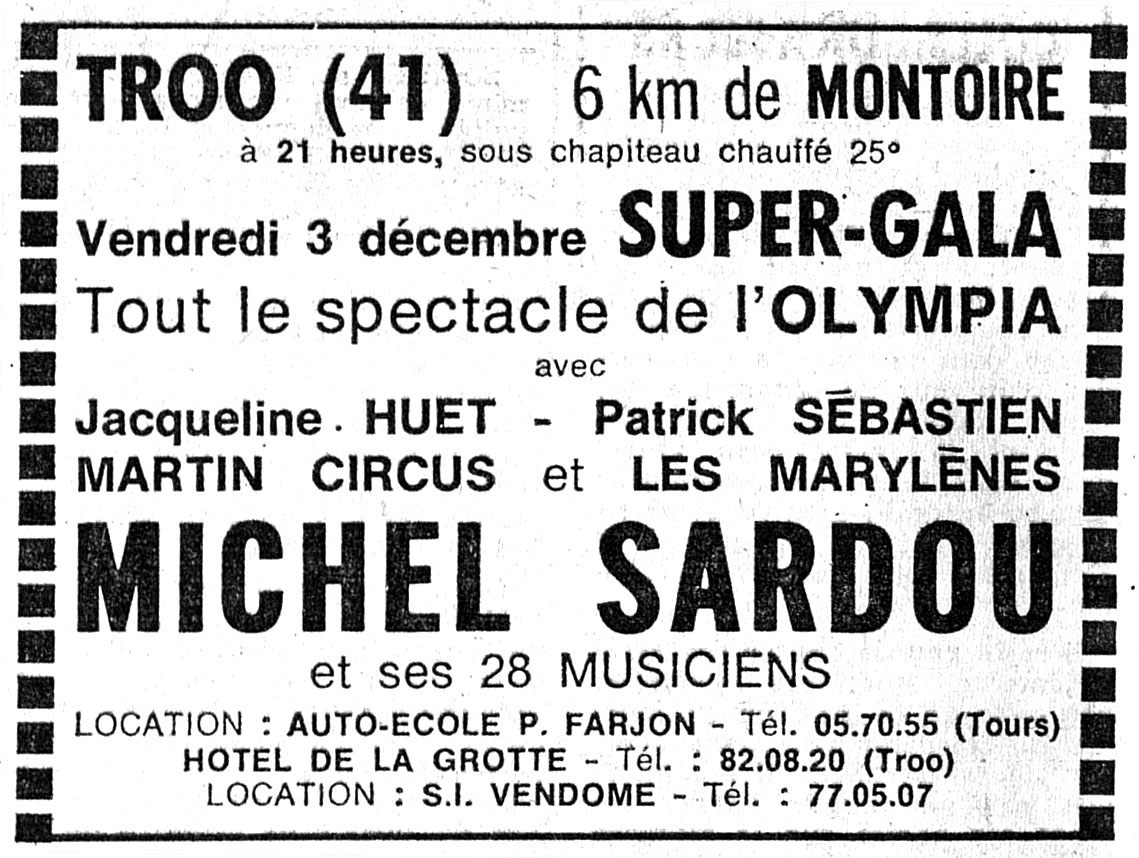 TROO (41) 6 km de MONTOIRE
à 21 heures, sous chapiteau chauffé 25°
Vendredi 3 décembre SUPER-GALA
Tout le spectacle de l'OLYMPIA
avec
Jacqueline HUET - Patrick SÉBASTIEN
MARTIN CIRCUS et LES MARYLÈNES
MICHEL SARDOU
et ses 28 MUSICIENS
LOCATION : AUTO-ECOLE P. FARJON - Tél. 05.70.55 (Tours)
HOTEL DE LA GROTTE - Tél. : 82.08.20 (Troo)
LOCATION : S.I. VENDOME - Tél. : 77.05.07